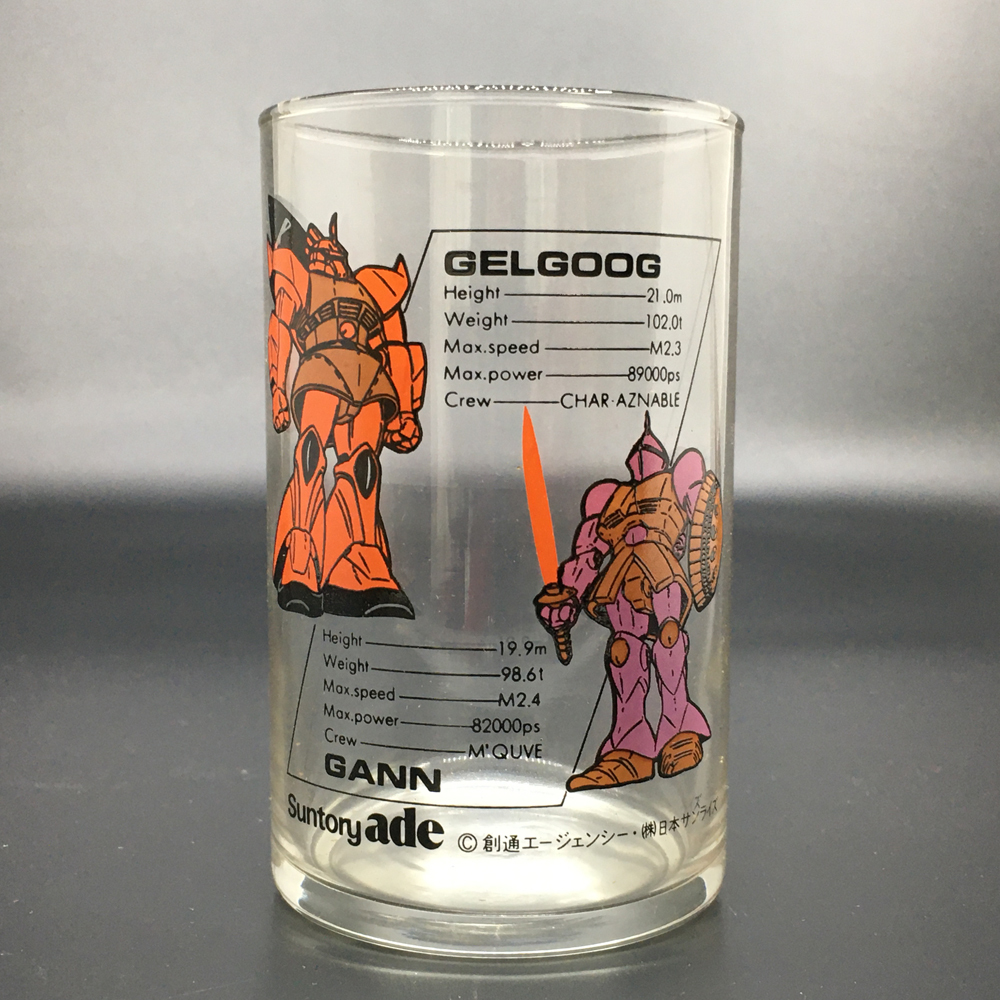 GELGOOG
Height 21.0m
Weight 102.0t
Max.speed M2.3
Max.power 89000ps
Crew CHAR·AZNABLE
Height 19.9m
Weight 98.6t
Max.speed M2.4
Max.power 82000ps
Crew M'QUVE
GANN
Suntory ade
© 創通エージェンシー・㈱日本サンライズ